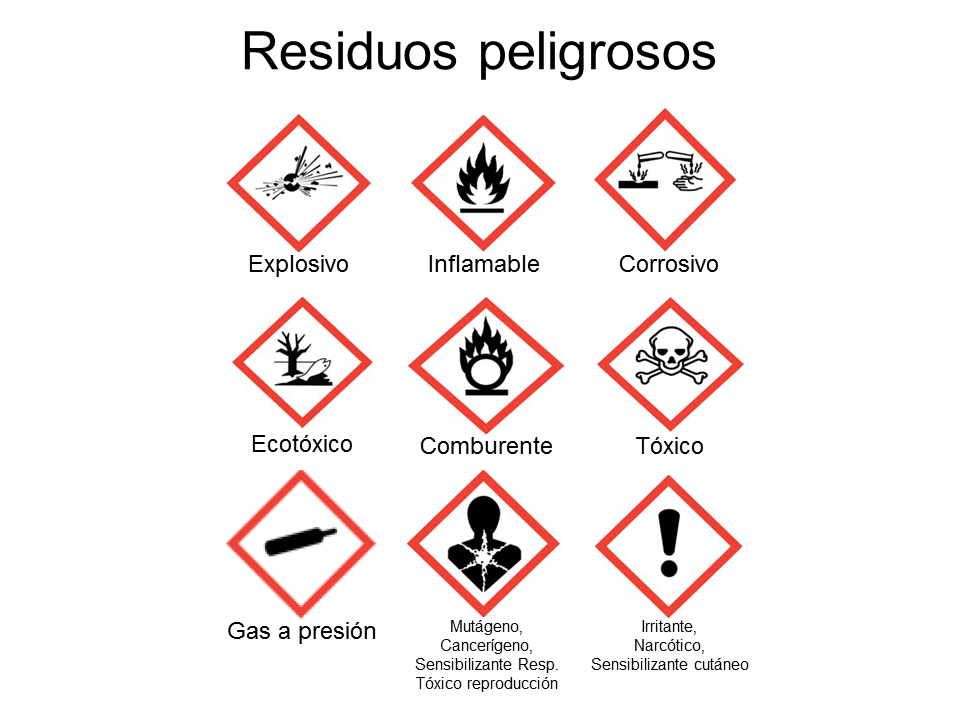 Residuos peligrosos
Explosivo
Inflamable
Corrosivo
Ecotóxico
Comburente
Tóxico
Gas a presión
Mutágeno,
Cancerígeno,
Sensibilizante Resp.
Tóxico reproducción
Irritante,
Narcótico,
Sensibilizante cutáneo